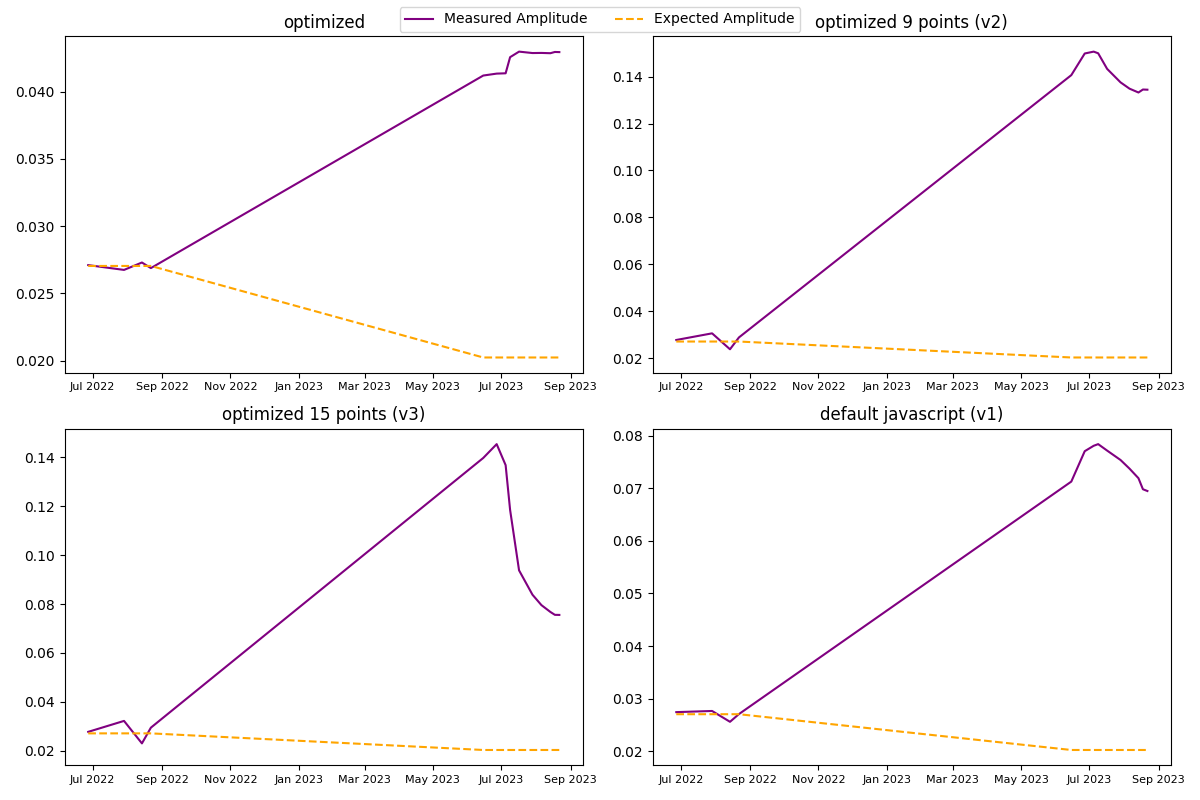 optimized
Measured Amplitude
Expected Amplitude
optimized 9 points (v2)
0.040
0.035
0.030
0.025
0.020
Jul 2022 Sep 2022 Nov 2022 Jan 2023 Mar 2023 May 2023 Jul 2023 Sep 2023
0.14
0.12
0.10
0.08
0.06
0.04
0.02
Jul 2022 Sep 2022 Nov 2022 Jan 2023 Mar 2023 May 2023 Jul 2023 Sep 2023
optimized 15 points (v3)
0.14
0.12
0.10
0.08
0.06
0.04
0.02
Jul 2022 Sep 2022 Nov 2022 Jan 2023 Mar 2023 May 2023 Jul 2023 Sep 2023
default javascript (v1)
0.08
0.07
0.06
0.05
0.04
0.03
0.02
Jul 2022 Sep 2022 Nov 2022 Jan 2023 Mar 2023 May 2023 Jul 2023 Sep 2023